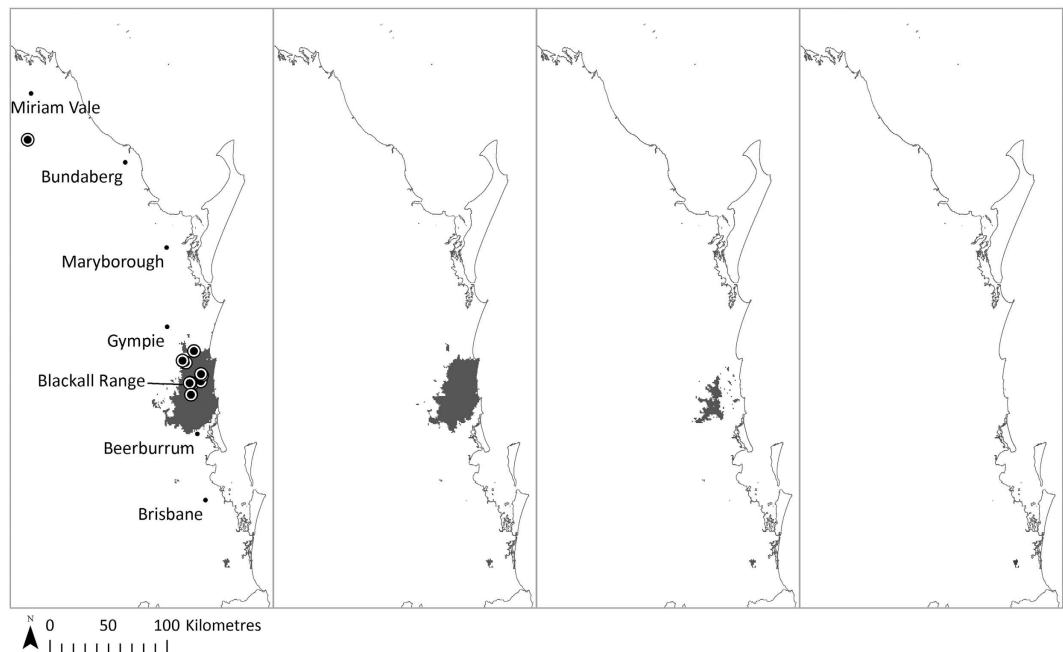 Miriam Vale
Bundaberg
Maryborough
Gympie
Blackall Range
Beerburrum
Brisbane
N
0 50 100 Kilometres